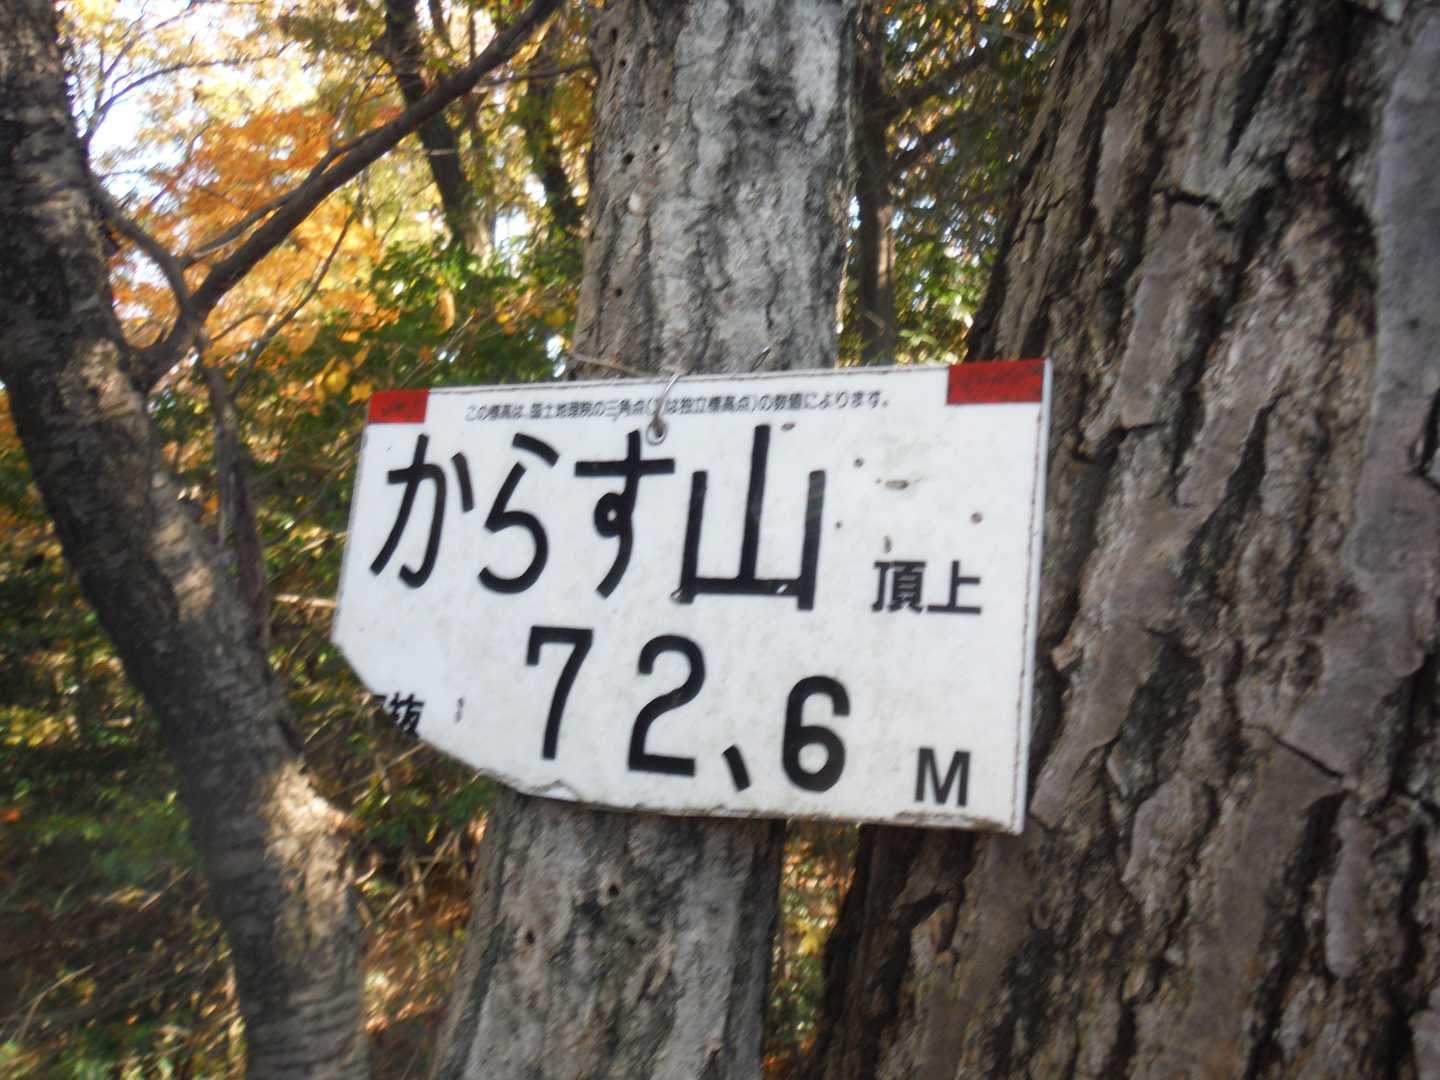 この標高は、国土地理院の三角点( )は独立標高点)の数値によります。
からす山 頂上
抜 72、6 M